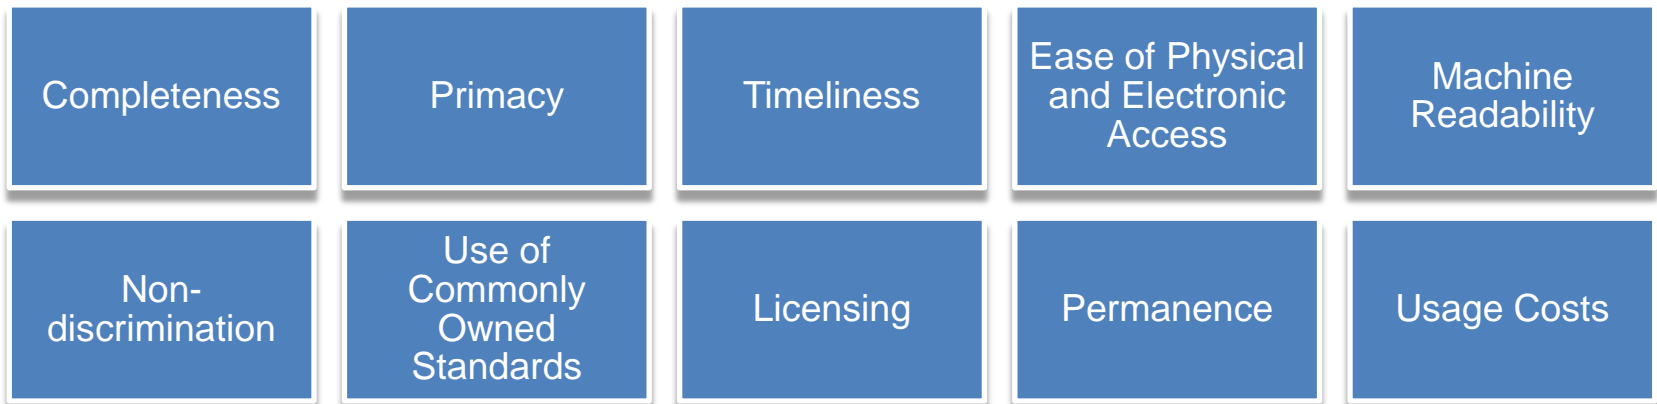 Completeness
Primacy
Timeliness
Ease of Physical
and Electronic
Access
Machine
Readability
Non-
discrimination
Use of
Commonly
Owned
Standards
Licensing
Permanence
Usage Costs